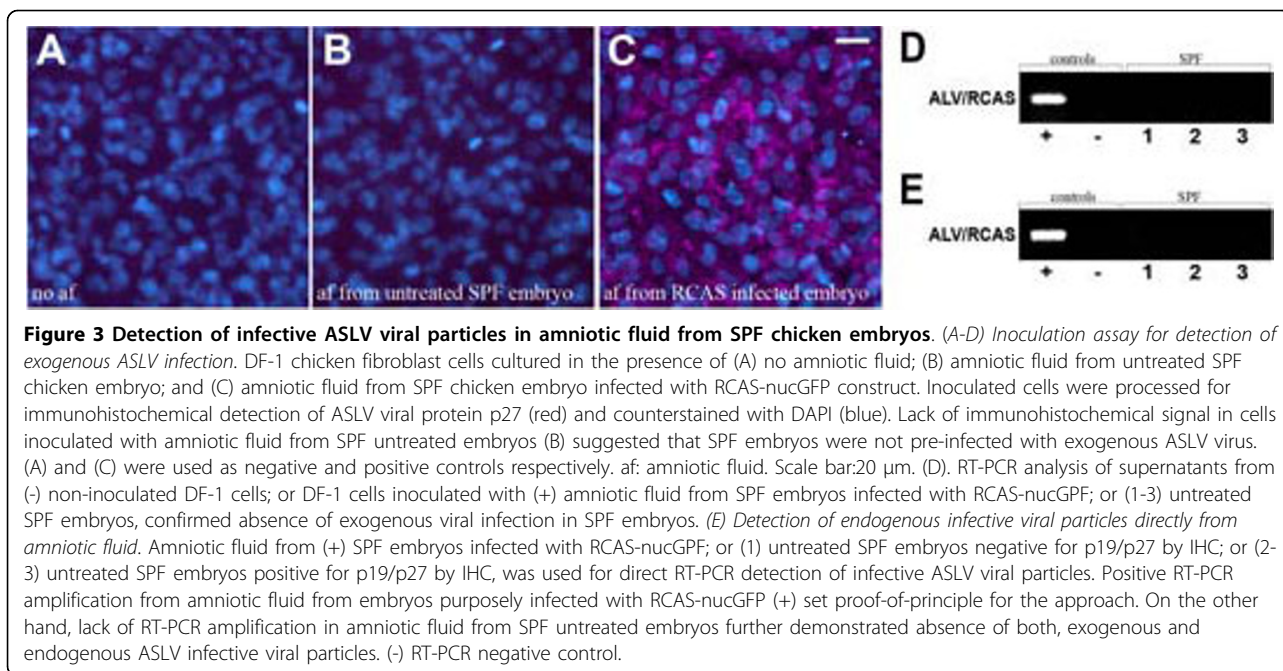 A
B
C
no af
af from untreated SPF embryo
af from RCAS infected embryo
D
controls
SPF
ALV/RCAS
+ - 1 2 3
E
controls
SPF
ALV/RCAS
+ - 1 2 3
Figure 3 Detection of infective ASLV viral particles in amniotic fluid from SPF chicken embryos. (A-D) Inoculation assay for detection of
exogenous ASLV infection. DF-1 chicken fibroblast cells cultured in the presence of (A) no amniotic fluid; (B) amniotic fluid from untreated SPF
chicken embryo; and (C) amniotic fluid from SPF chicken embryo infected with RCAS-nucGFP construct. Inoculated cells were processed for
immunohistochemical detection of ASLV viral protein p27 (red) and counterstained with DAPI (blue). Lack of immunohistochemical signal in cells
inoculated with amniotic fluid from SPF untreated embryos (B) suggested that SPF embryos were not pre-infected with exogenous ASLV virus.
(A) and (C) were used as negative and positive controls respectively. af: amniotic fluid. Scale bar:20 μm. (D). RT-PCR analysis of supernatants from
(-) non-inoculated DF-1 cells; or DF-1 cells inoculated with (+) amniotic fluid from SPF embryos infected with RCAS-nucGPF; or (1-3) untreated
SPF embryos, confirmed absence of exogenous viral infection in SPF embryos. (E) Detection of endogenous infective viral particles directly from
amniotic fluid. Amniotic fluid from (+) SPF embryos infected with RCAS-nucGPF; or (1) untreated SPF embryos negative for p19/p27 by IHC; or (2-
3) untreated SPF embryos positive for p19/p27 by IHC, was used for direct RT-PCR detection of infective ASLV viral particles. Positive RT-PCR
amplification from amniotic fluid from embryos purposely infected with RCAS-nucGFP (+) set proof-of-principle for the approach. On the other
hand, lack of RT-PCR amplification in amniotic fluid from SPF untreated embryos further demonstrated absence of both, exogenous and
endogenous ASLV infective viral particles. (-) RT-PCR negative control.